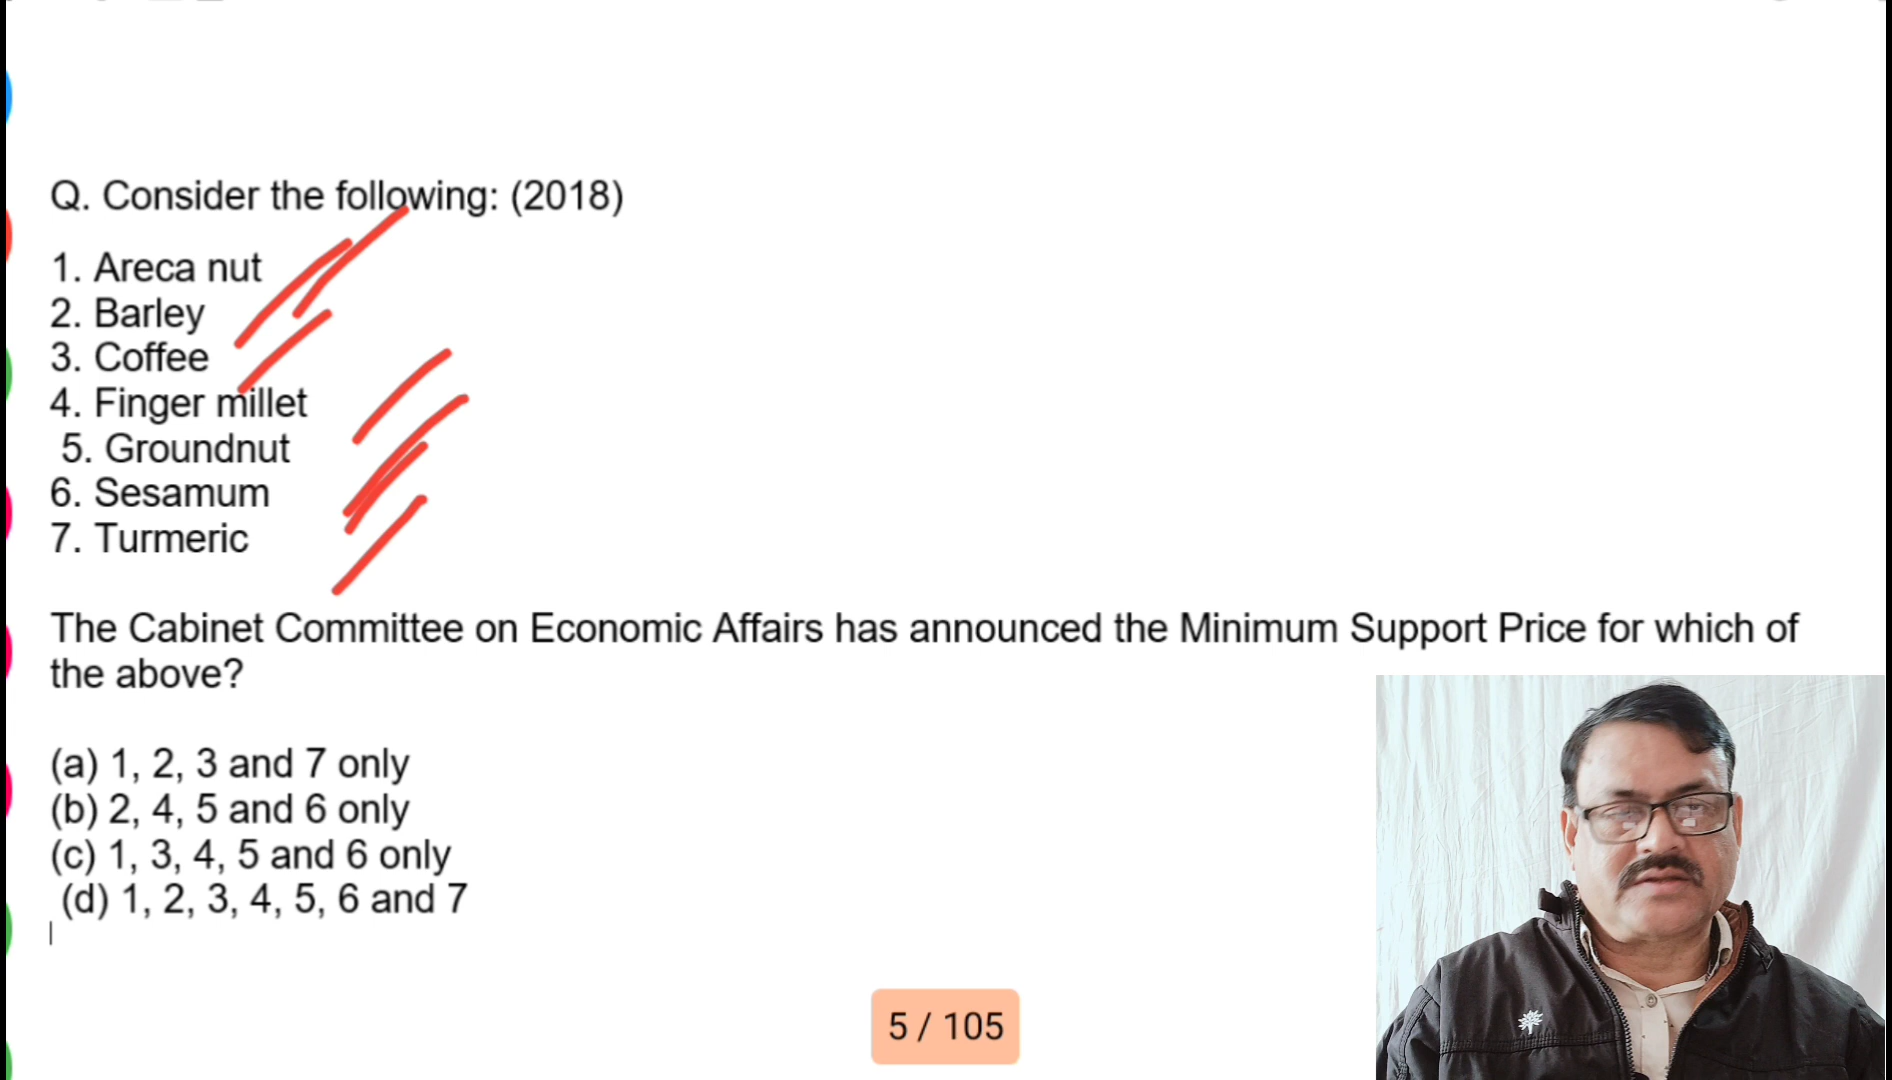 Q. Consider the following: (2018)
1. Areca nut
2. Barley
3. Coffee
4. Finger millet
5. Groundnut
6. Sesamum
7. Turmeric
The Cabinet Committee on Economic Affairs has announced the Minimum Support Price for which of
the above?
(a) 1, 2, 3 and 7 only
(b) 2, 4, 5 and 6 only
(c) 1, 3, 4, 5 and 6 only
(d) 1, 2, 3, 4, 5, 6 and 7
5 / 105